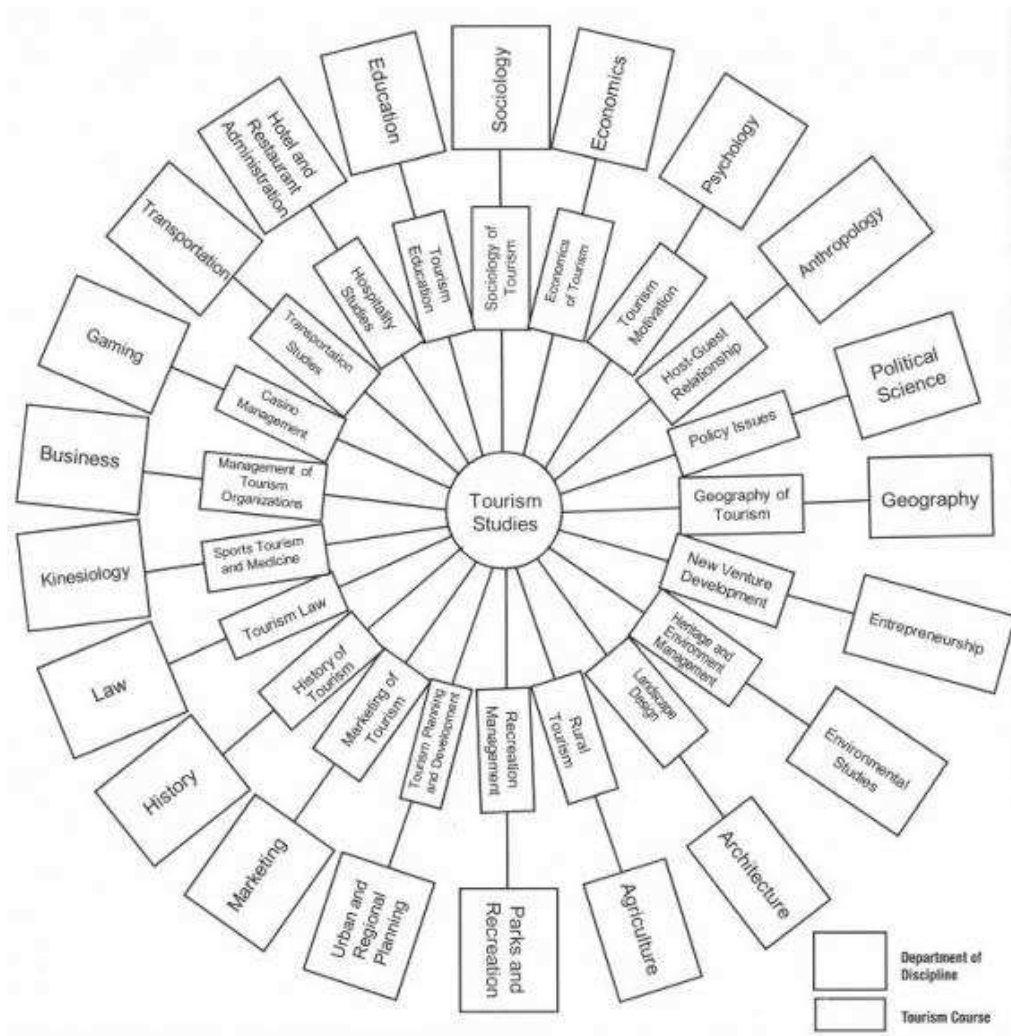 Tourism
Studies
Sociology
Sociology of
Tourism
Economics
Economics
of Tourism
Psychology
Tourism
Motivation
Anthropology
Host-Guest
Relationship
Political
Science
Policy Issues
Geography
Geography of
Tourism
Entrepreneurship
New Venture
Development
Environmental
Studies
Heritage and
Environment
Management
Architecture
Landscape
Design
Agriculture
Rural
Tourism
Parks and
Recreation
Recreation
Management
Urban and
Regional
Planning
Tourism Planning
and Development
Marketing
Marketing of
Tourism
History
History of
Tourism
Law
Tourism Law
Kinesiology
Sports Tourism
and Medicine
Business
Management of
Tourism
Organizations
Gaming
Casino
Management
Transportation
Transportation
Studies
Hotel and
Restaurant
Administration
Hospitality
Studies
Education
Tourism
Education
Department of
Discipline
Tourism Course